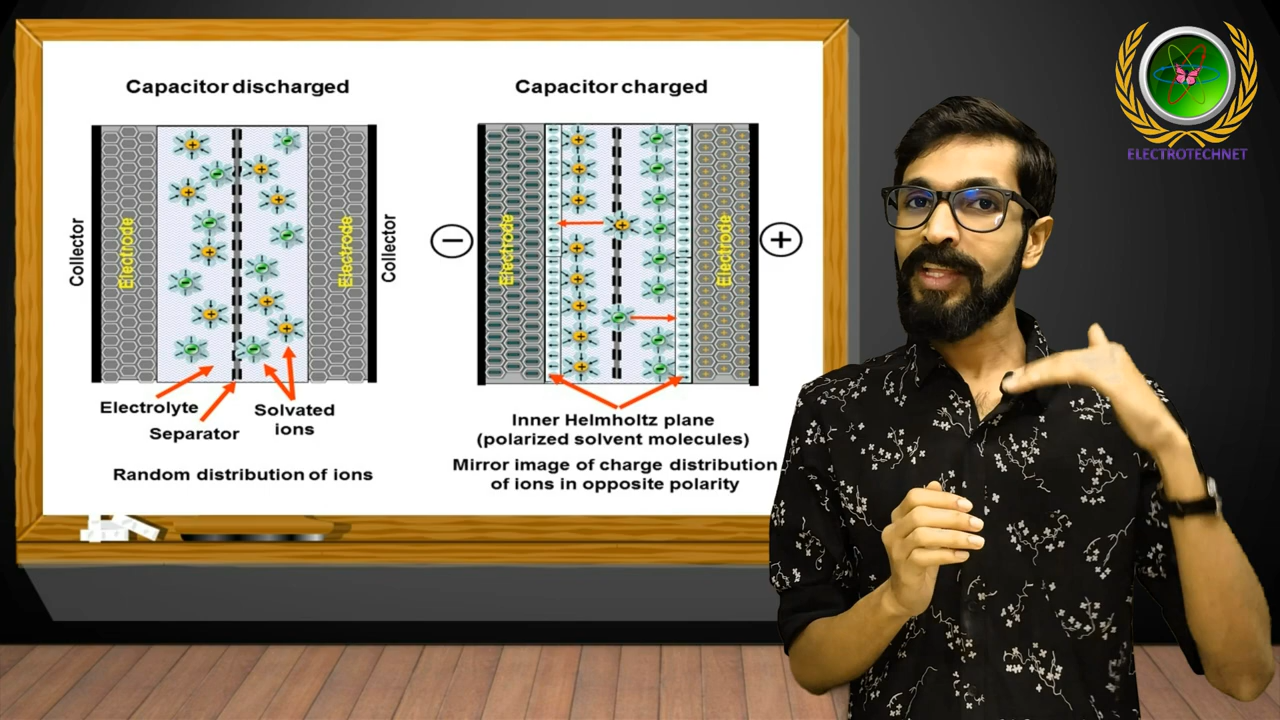 Capacitor discharged
Collector
Electrode
Electrode
Collector
Electrolyte
Separator
Solvated
ions
Random distribution of ions
Capacitor charged
Electrode
Electrode
Inner Helmholtz plane
(polarized solvent molecules)
Mirror image of charge distribution
of ions in opposite polarity
ELECTROTECHNET